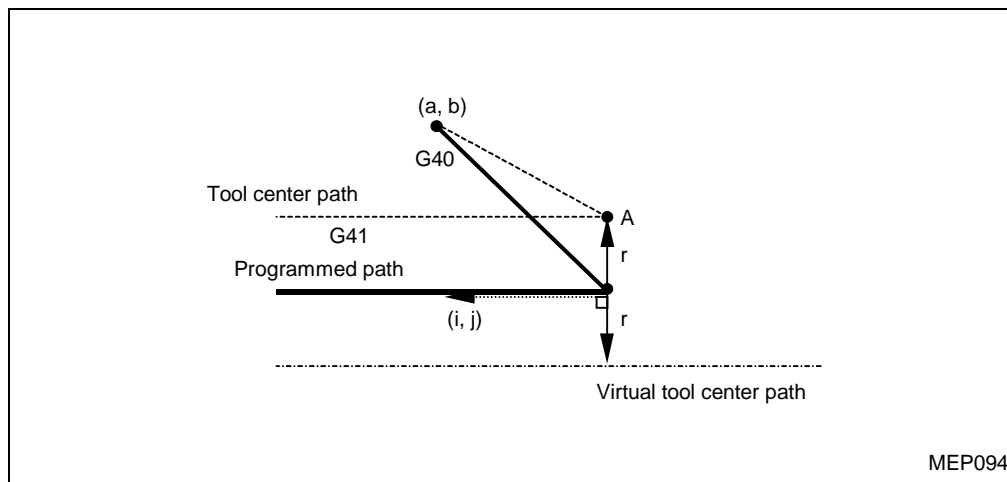 (a, b)
G40
Tool center path
A
G41
r
Programmed path
(i, j)
r
Virtual tool center path
MEP094